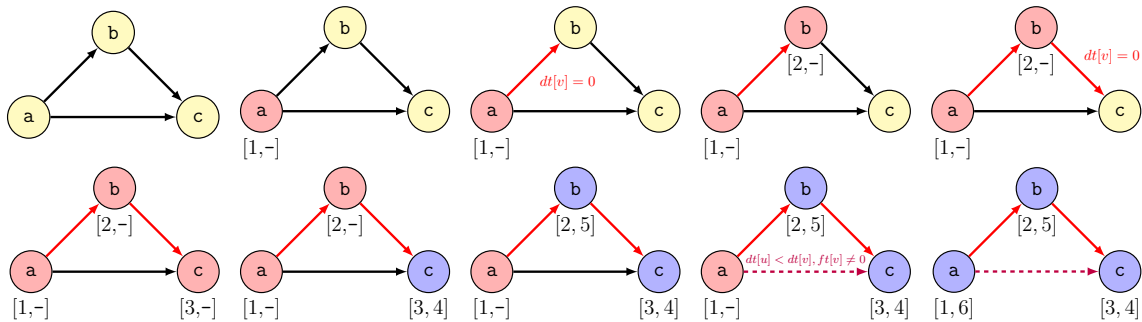 b
a
c
b
a
c
[1,-]
b
dt[v] = 0
a
c
[1,-]
b
[2,-]
a
c
[1,-]
b
dt[v] = 0
[2,-]
a
c
[1,-]
b
[2,-]
a
c
[1,-]
[3,-]
b
[2,-]
a
c
[1,-]
[3, 4]
b
[2, 5]
a
c
[1,-]
[3, 4]
b
[2, 5]
dt[u] < dt[v], ft[v] ≠ 0
a
c
[1,-]
[3, 4]
b
[2, 5]
a
c
[1, 6]
[3, 4]